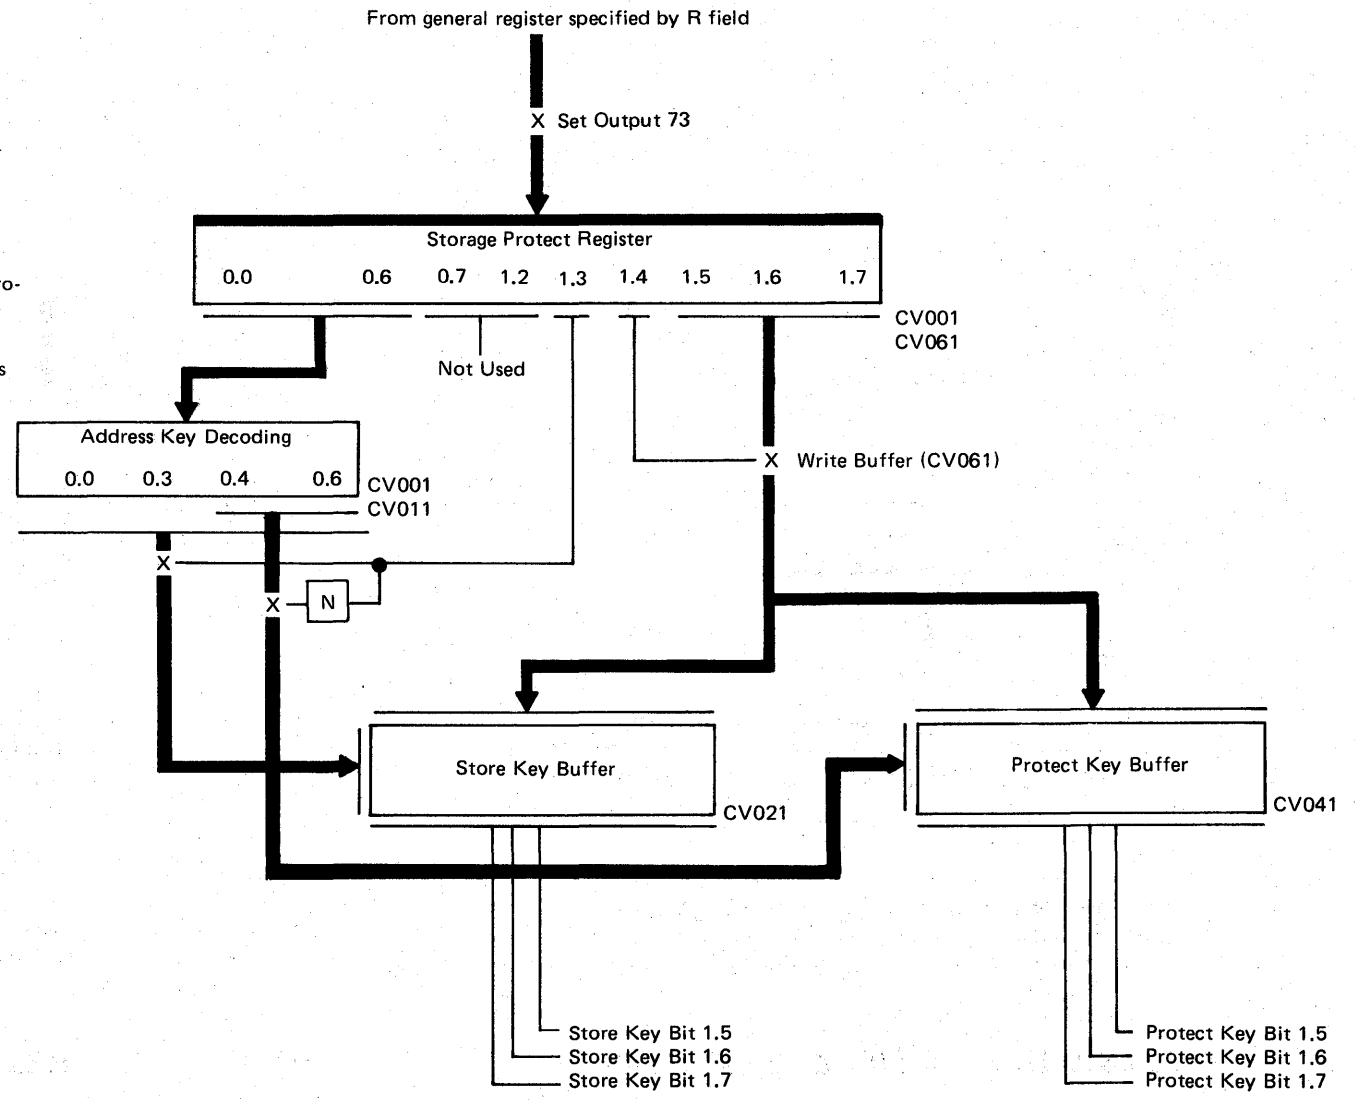 From general register specified by R field
X Set Output 73
ro-
Storage Protect Register
0.0 0.6 0.7 1.2 1.3 1.4 1.5 1.6 1.7
CV001
CV061
s
Not Used
Address Key Decoding
0.0 0.3 0.4 0.6
CV001
CV011
X Write Buffer (CV061)
X
X N
Store Key Buffer
CV021
Protect Key Buffer
CV041
Store Key Bit 1.5
Store Key Bit 1.6
Store Key Bit 1.7
Protect Key Bit 1.5
Protect Key Bit 1.6
Protect Key Bit 1.7